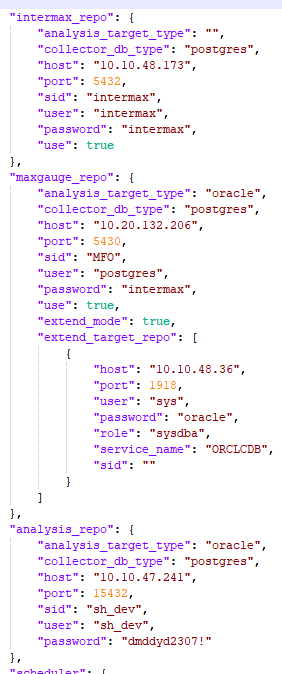 "intermax_repo": {
"analysis_target_type": "",
"collector_db_type": "postgres",
"host": "10.10.48.173",
"port": 5432,
"sid": "intermax",
"user": "intermax",
"password": "intermax",
"use": true
},
"maxgauge_repo": {
"analysis_target_type": "oracle",
"collector_db_type": "postgres",
"host": "10.20.132.206",
"port": 5430,
"sid": "MFO",
"user": "postgres",
"password": "intermax",
"use": true,
"extend_mode": true,
"extend_target_repo": [
{
"host": "10.10.48.36",
"port": 1918,
"user": "sys",
"password": "oracle",
"role": "sysdba",
"service_name": "ORCLCDB",
"sid": ""
}
]
},
"analysis_repo": {
"analysis_target_type": "oracle",
"collector_db_type": "postgres",
"host": "10.10.47.241",
"port": 15432,
"sid": "sh_dev",
"user": "sh_dev",
"password": "dmddyd2307!"
},
"scheduler": {